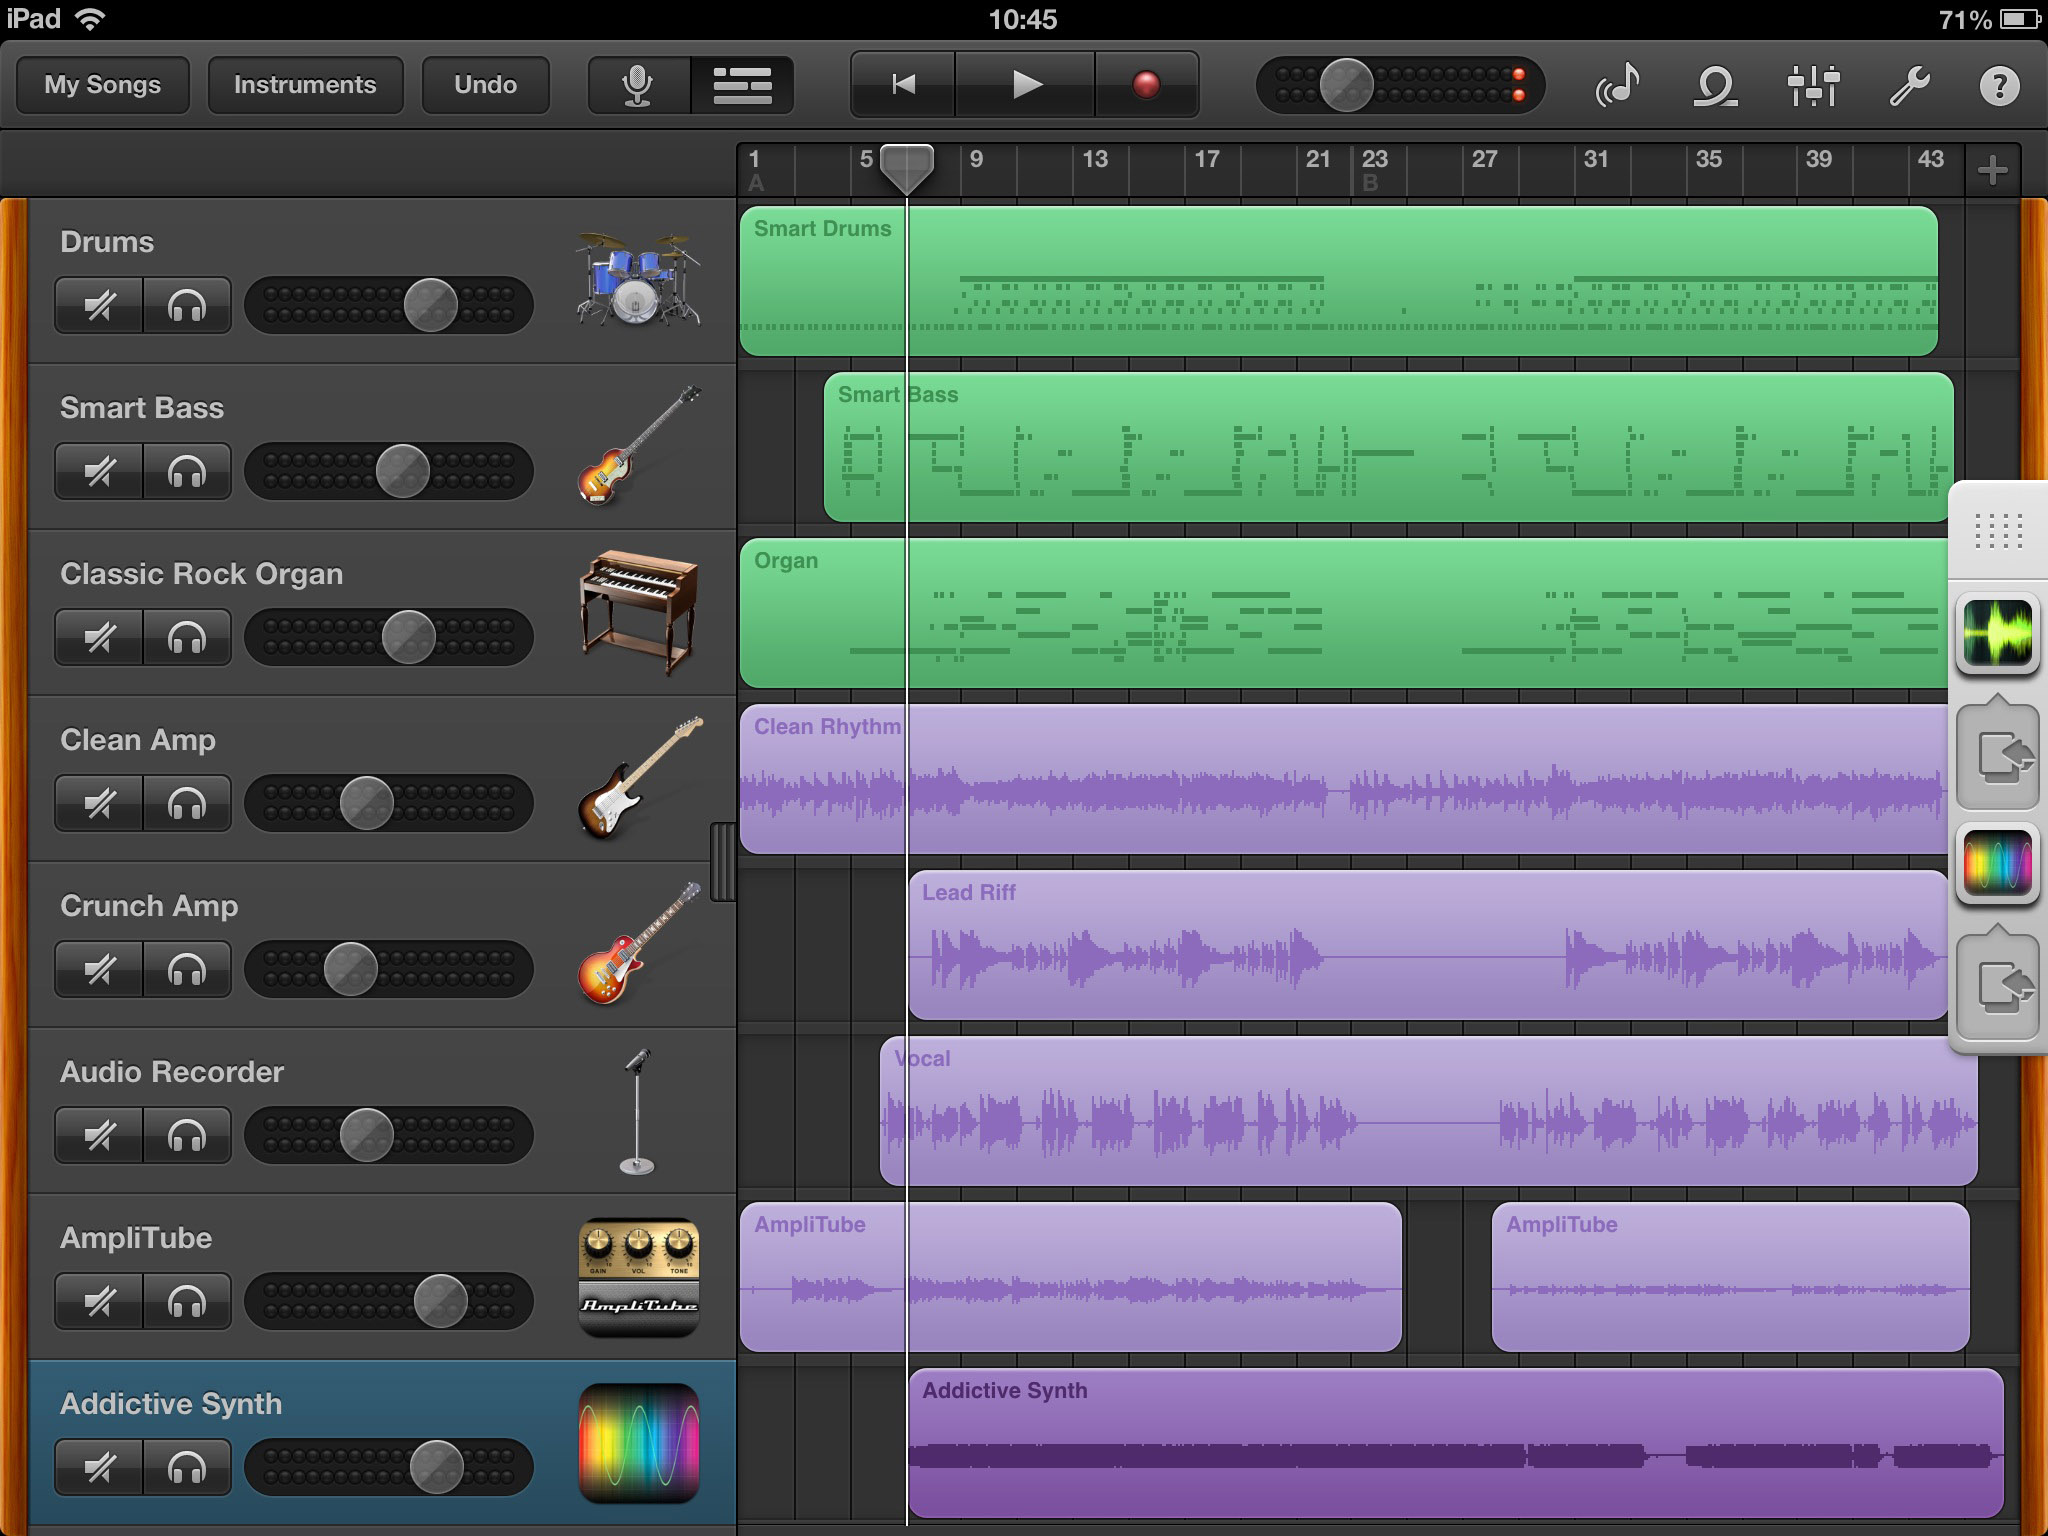 iPad 10:45 71%
My Songs Instruments Undo ?
1 5 9 13 17 21 23 27 31 35 39 43 +
A B
Drums
Smart Drums
Smart Bass
Smart Bass
Classic Rock Organ
Organ
Clean Amp
Clean Rhythm
Crunch Amp
Lead Riff
Audio Recorder
Vocal
AmpliTube
GAIN VOL TONE
AmpliTube
AmpliTube
AmpliTube
Addictive Synth
Addictive Synth